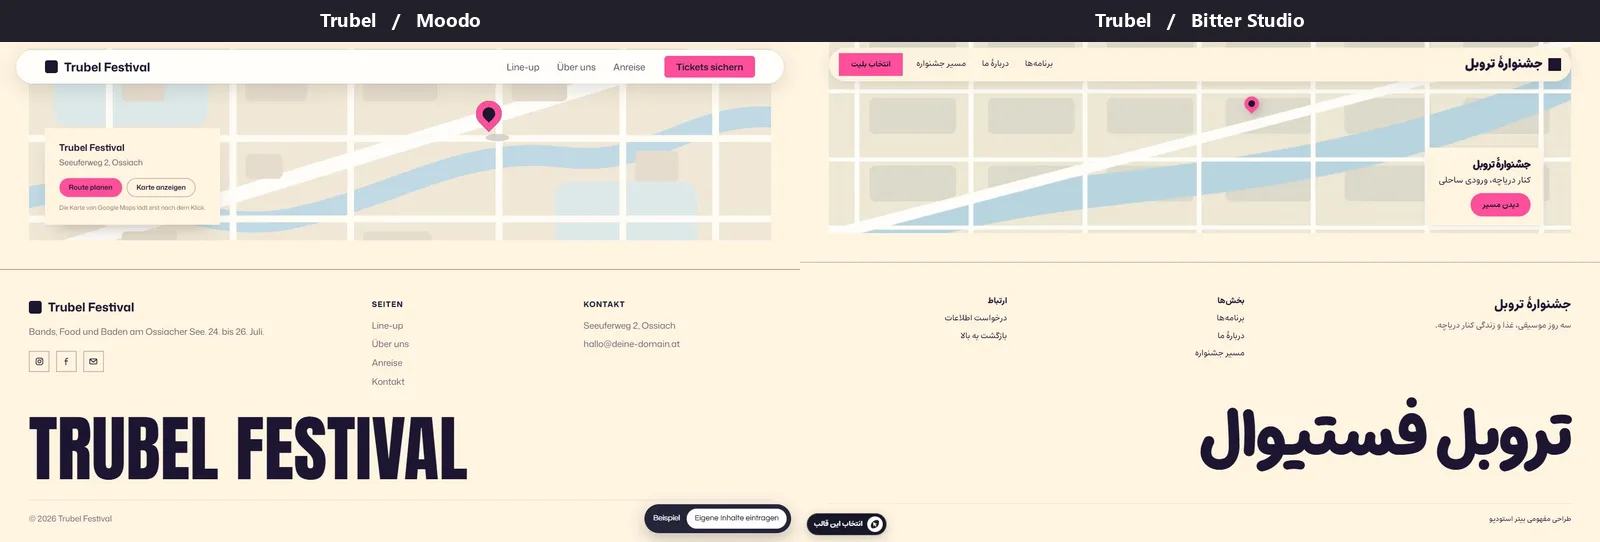 Trubel / Moodo
Trubel / Bitter Studio
Trubel Festival
Line-up
Über uns
Anreise
Tickets sichern
Trubel Festival
Seeuferweg 2, Ossiach
Route planen
Karte anzeigen
Die Karte von Google Maps lädt erst nach dem Klick.
Trubel Festival
Bands, Food und Baden am Ossiacher See. 24. bis 26. Juli.
SEITEN
Line-up
Über uns
Anreise
Kontakt
KONTAKT
Seeuferweg 2, Ossiach
hallo@deine-domain.at
TRUBEL FESTIVAL
© 2026 Trubel Festival
Beispiel
Eigene Inhalte eintragen
جشنوارهٔ تروبل
برنامه‌ها
دربارهٔ ما
مسیر جشنواره
انتخاب بلیت
جشنوارهٔ تروبل
کنار دریاچه، ورودی ساحلی
دیدن مسیر
جشنوارهٔ تروبل
سه روز موسیقی، غذا و زندگی کنار دریاچه.
بخش‌ها
برنامه‌ها
دربارهٔ ما
مسیر جشنواره
ارتباط
درخواست اطلاعات
بازگشت به بالا
تروبل فستیوال
طراحی مفهومی بیتر استودیو
انتخاب این قالب